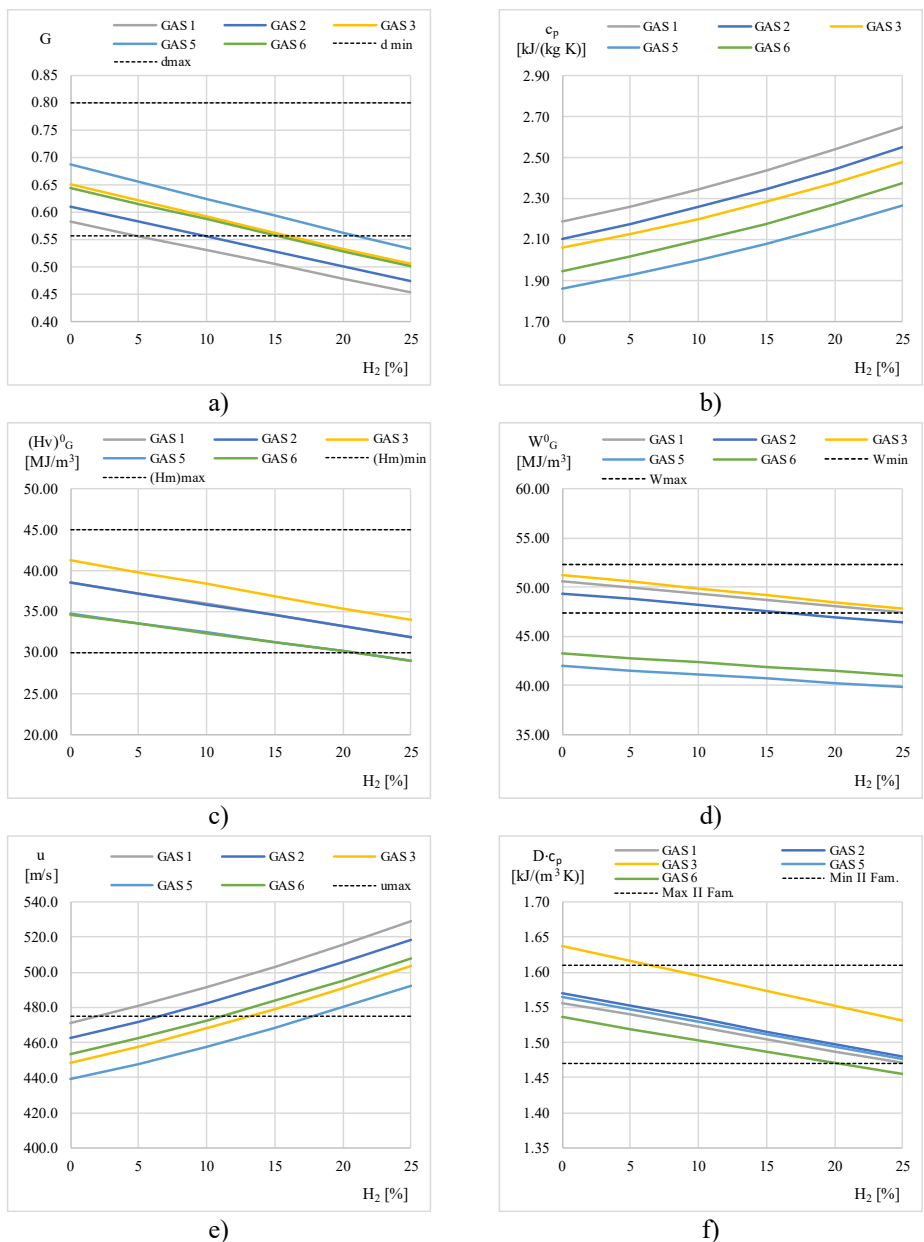 G
GAS 1 GAS 2 GAS 3
GAS 5 GAS 6 d min
dmax
0.85
0.80
0.75
0.70
0.65
0.60
0.55
0.50
0.45
0.40
0 5 10 15 20 25
H₂ [%]
a)
cₚ
[kJ/(kg K)]
GAS 1 GAS 2 GAS 3
GAS 5 GAS 6
2.90
2.70
2.50
2.30
2.10
1.90
1.70
0 5 10 15 20 25
H₂ [%]
b)
(Hv)⁰G
[MJ/m³]
GAS 1 GAS 2 GAS 3
GAS 5 GAS 6 (Hm)min
(Hm)max
50.00
45.00
40.00
35.00
30.00
25.00
20.00
0 5 10 15 20 25
H₂ [%]
c)
W⁰G
[MJ/m³]
GAS 1 GAS 2 GAS 3
GAS 5 GAS 6 Wmin
Wmax
60.00
55.00
50.00
45.00
40.00
35.00
0 5 10 15 20 25
H₂ [%]
d)
u
[m/s]
GAS 1 GAS 2 GAS 3
GAS 5 GAS 6 umax
540.0
520.0
500.0
480.0
460.0
440.0
420.0
400.0
0 5 10 15 20 25
H₂ [%]
e)
D·cₚ
[kJ/(m³ K)]
GAS 1 GAS 2
GAS 3 GAS 5
GAS 6 Min II Fam.
Max II Fam.
1.70
1.65
1.60
1.55
1.50
1.45
1.40
1.35
0 5 10 15 20 25
H₂ [%]
f)